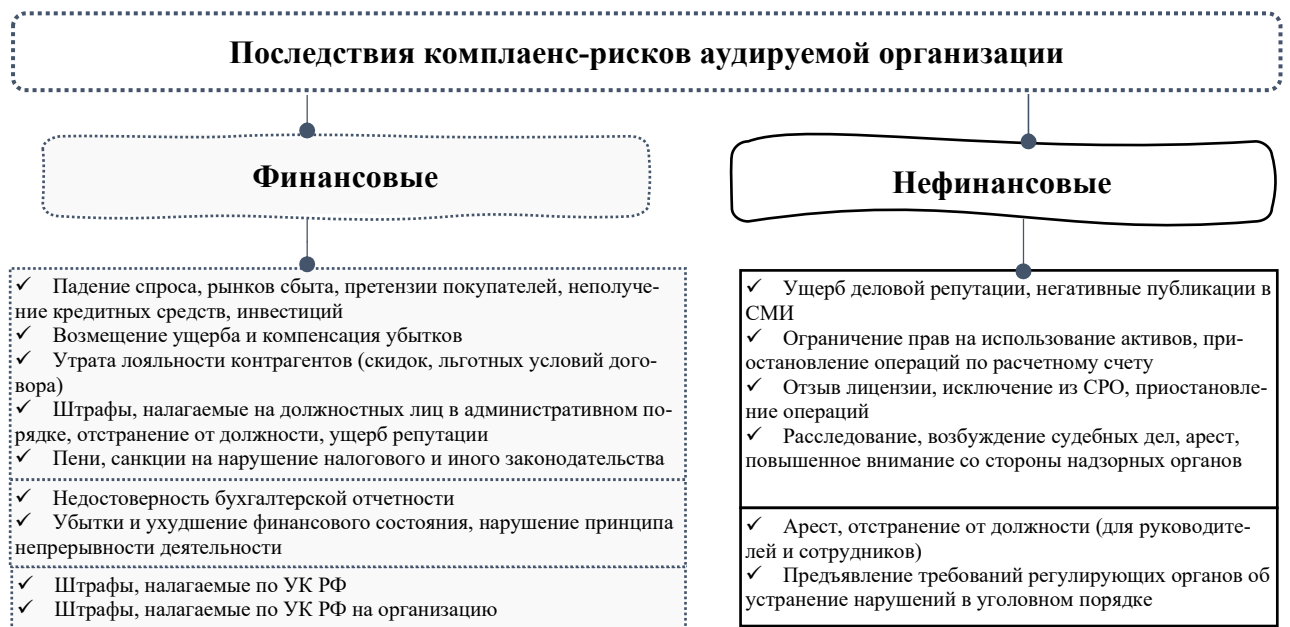 Последствия комплаенс-рисков аудируемой организации
Финансовые
✓ Падение спроса, рынков сбыта, претензии покупателей, неполуче-
ние кредитных средств, инвестиций
✓ Возмещение ущерба и компенсация убытков
✓ Утрата лояльности контрагентов (скидок, льготных условий дого-
вора)
✓ Штрафы, налагаемые на должностных лиц в административном по-
рядке, отстранение от должности, ущерб репутации
✓ Пени, санкции на нарушение налогового и иного законодательства
✓ Недостоверность бухгалтерской отчетности
✓ Убытки и ухудшение финансового состояния, нарушение принципа
непрерывности деятельности
✓ Штрафы, налагаемые по УК РФ
✓ Штрафы, налагаемые по УК РФ на организацию
Нефинансовые
✓ Ущерб деловой репутации, негативные публикации в
СМИ
✓ Ограничение прав на использование активов, при-
остановление операций по расчетному счету
✓ Отзыв лицензии, исключение из СРО, приостановле-
ние операций
✓ Расследование, возбуждение судебных дел, арест,
повышенное внимание со стороны надзорных органов
✓ Арест, отстранение от должности (для руководите-
лей и сотрудников)
✓ Предъявление требований регулирующих органов об
устранение нарушений в уголовном порядке